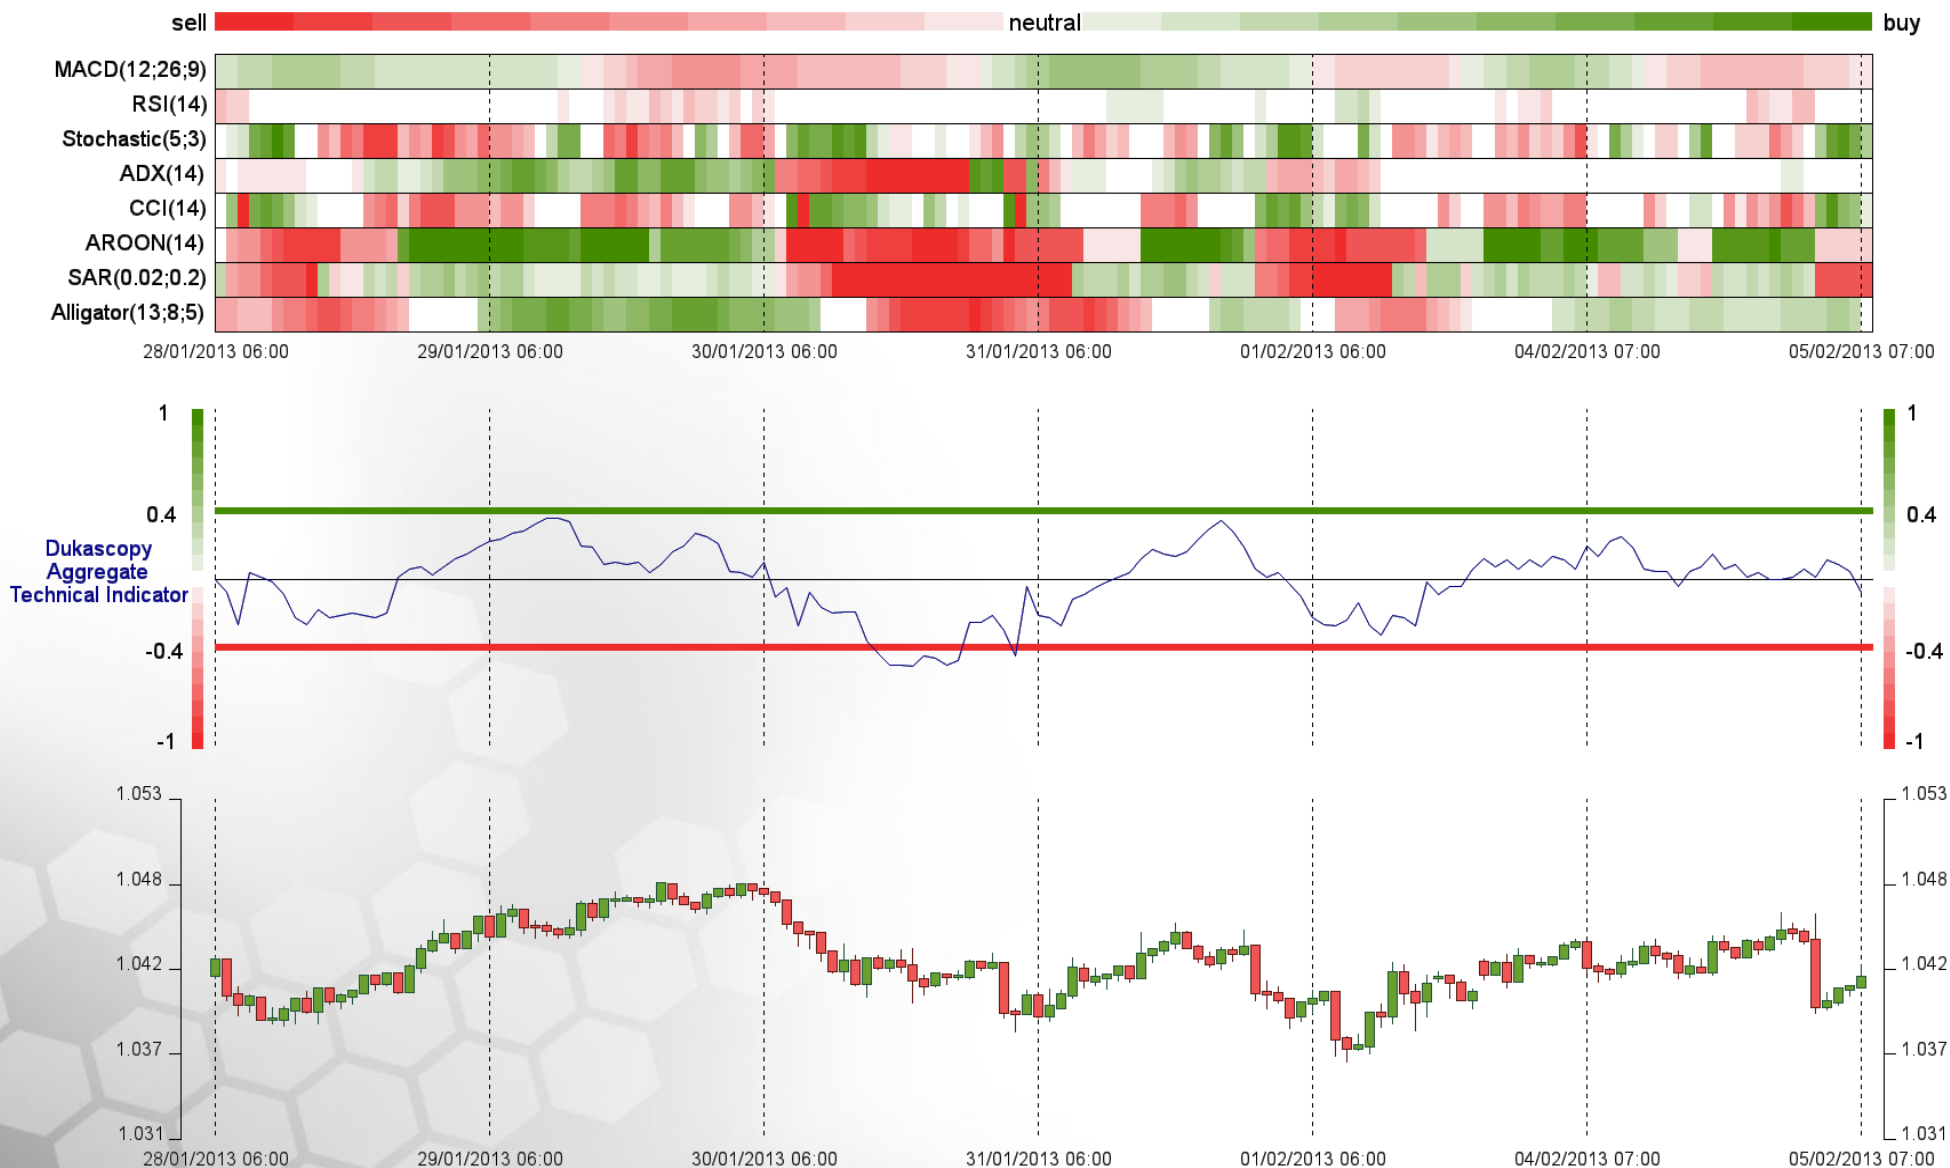 sell neutral buy
MACD(12;26;9)
RSI(14)
Stochastic(5;3)
ADX(14)
CCI(14)
AROON(14)
SAR(0.02;0.2)
Alligator(13;8;5)
28/01/2013 06:00 29/01/2013 06:00 30/01/2013 06:00 31/01/2013 06:00 01/02/2013 06:00 04/02/2013 07:00 05/02/2013 07:00
1 1
0.4 0.4
Dukascopy
Aggregate
Technical Indicator
-0.4 -0.4
-1 -1
1.053 1.053
1.048 1.048
1.042 1.042
1.037 1.037
1.031 1.031
28/01/2013 06:00 29/01/2013 06:00 30/01/2013 06:00 31/01/2013 06:00 01/02/2013 06:00 04/02/2013 07:00 05/02/2013 07:00